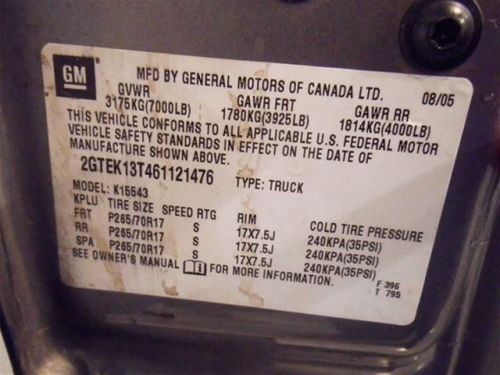 GM
MFD BY GENERAL MOTORS OF CANADA LTD. 08/05
GVWR GAWR FRT GAWR RR
3175KG(7000LB) 1780KG(3925LB) 1814KG(4000LB)
THIS VEHICLE CONFORMS TO ALL APPLICABLE U.S. FEDERAL MOTOR
VEHICLE SAFETY STANDARDS IN EFFECT ON THE DATE OF
MANUFACTURE SHOWN ABOVE.
2GTEK13T461121476 TYPE: TRUCK
MODEL: K15543
KPLU TIRE SIZE SPEED RTG RIM COLD TIRE PRESSURE
FRT P265/70R17 S 17X7.5J 240KPA(35PSI)
RR P265/70R17 S 17X7.5J 240KPA(35PSI)
SPA P265/70R17 S 17X7.5J 240KPA(35PSI)
SEE OWNER'S MANUAL FOR MORE INFORMATION. F 396
T 795